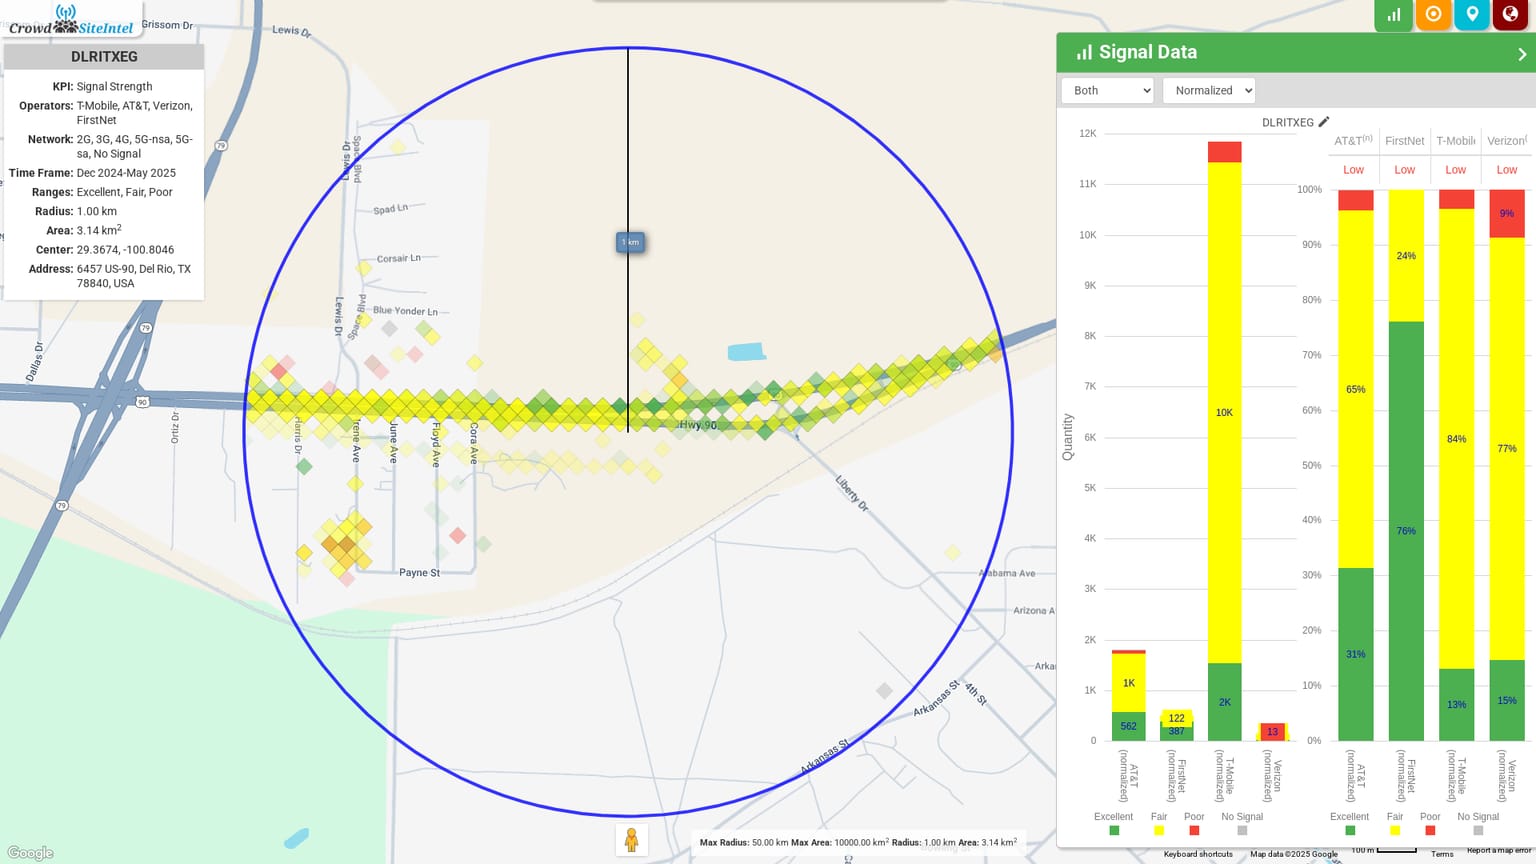 Crowd SiteIntel
DLRITXEG
KPI: Signal Strength
Operators: T-Mobile, AT&T, Verizon,
FirstNet
Network: 2G, 3G, 4G, 5G-nsa, 5G-
sa, No Signal
Time Frame: Dec 2024-May 2025
Ranges: Excellent, Fair, Poor
Radius: 1.00 km
Area: 3.14 km²
Center: 29.3674, -100.8046
Address: 6457 US-90, Del Rio, TX
78840, USA
Grissom Dr
Lewis Dr
79
Lewis Dr
Space Blvd
Spad Ln
1 km
Corsair Ln
Lewis Dr
Space Blvd
Blue Yonder Ln
79
Dallas Dr
90
Ortiz Dr
Harris Dr
Irene Ave
June Ave
Floyd Ave
Cora Ave
Hwy 90
79
Liberty Dr
Payne St
Alabama Ave
Arizona A
Arka
4th St
Arkansas St
Arkansas St
Google
Max Radius: 50.00 km Max Area: 10000.00 km² Radius: 1.00 km Area: 3.14 km²
Signal Data
Both
Normalized
DLRITXEG
AT&T(n)
FirstNet
T-Mobile
Verizon(
Low
Low
Low
Low
Quantity
12K
11K
10K
9K
8K
7K
6K
5K
4K
3K
2K
1K
0
1K
562
122
387
10K
2K
13
AT&T
(normalized)
FirstNet
(normalized)
T-Mobile
(normalized)
Verizon
(normalized)
Excellent
Fair
Poor
No Signal
100%
90%
80%
70%
60%
50%
40%
30%
20%
10%
0%
65%
31%
24%
76%
84%
13%
9%
77%
15%
AT&T
(normalized)
FirstNet
(normalized)
T-Mobile
(normalized)
Verizon
(normalized)
Excellent
Fair
Poor
No Signal
Keyboard shortcuts
Map data ©2025 Google
100 m
Terms
Report a map error